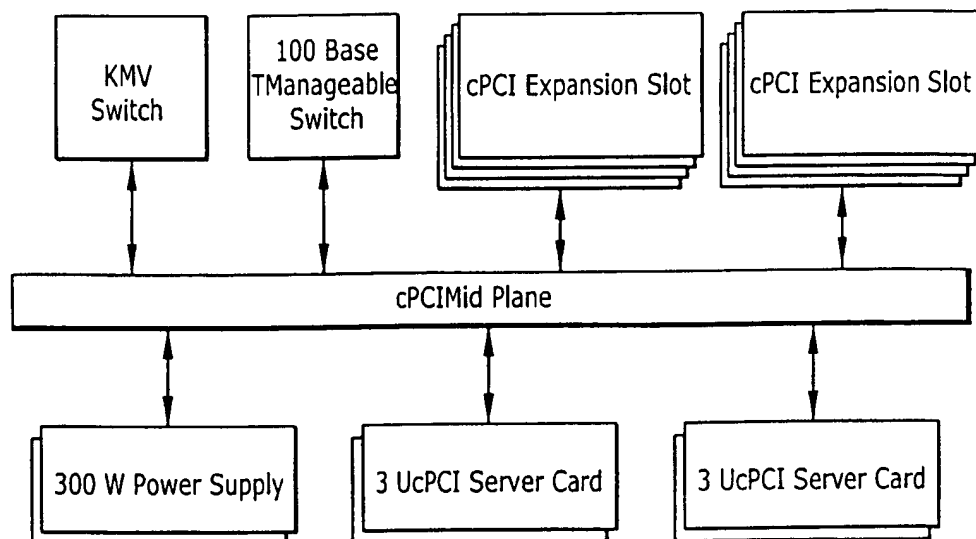 KMV
Switch
100 Base
TManageable
Switch
cPCI Expansion Slot
cPCI Expansion Slot
cPCIMid Plane
300 W Power Supply
3 UcPCI Server Card
3 UcPCI Server Card